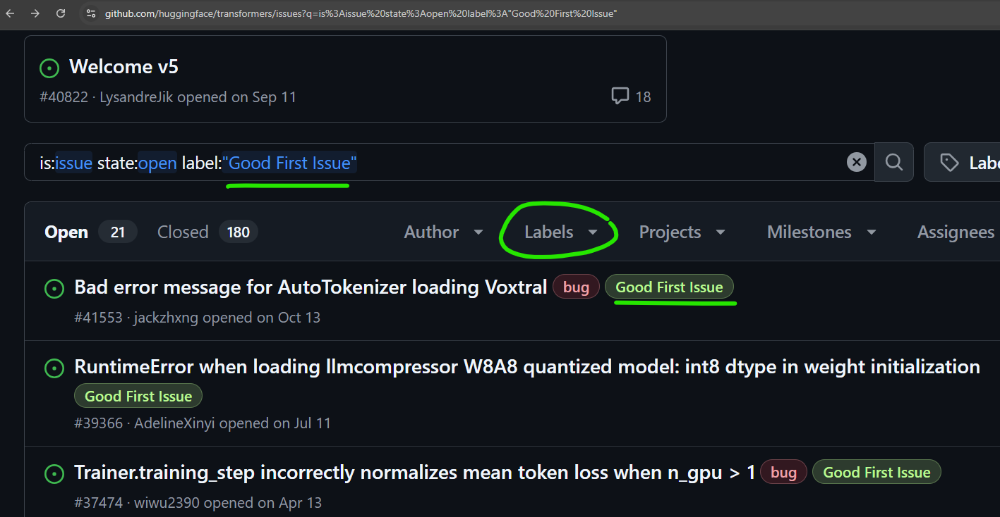 github.com/huggingface/transformers/issues?q=is%3Aissue%20state%3Aopen%20label%3A"Good%20First%20Issue"
Welcome v5
#40822 · LysandreJik opened on Sep 11 18
is:issue state:open label:"Good First Issue" Labe
Open 21 Closed 180 Author Labels Projects Milestones Assignees
Bad error message for AutoTokenizer loading Voxtral bug Good First Issue
#41553 · jackzhxng opened on Oct 13
RuntimeError when loading llmcompressor W8A8 quantized model: int8 dtype in weight initialization
Good First Issue
#39366 · AdelineXinyi opened on Jul 11
Trainer.training_step incorrectly normalizes mean token loss when n_gpu > 1 bug Good First Issue
#37474 · wiwu2390 opened on Apr 13